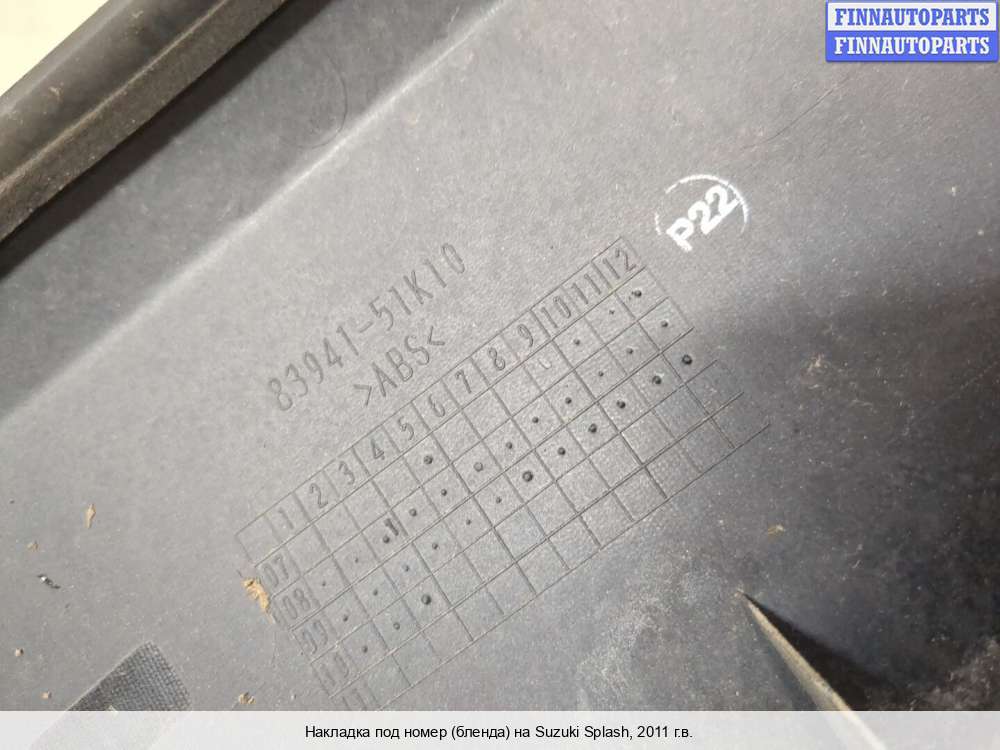 FINNAUTOPARTS
FINNAUTOPARTS
P22
83941-51K10
>ABS<
1 2 3 4 5 6 7 8 9 10 11 12
07
08
09
Накладка под номер (бленда) на Suzuki Splash, 2011 г.в.